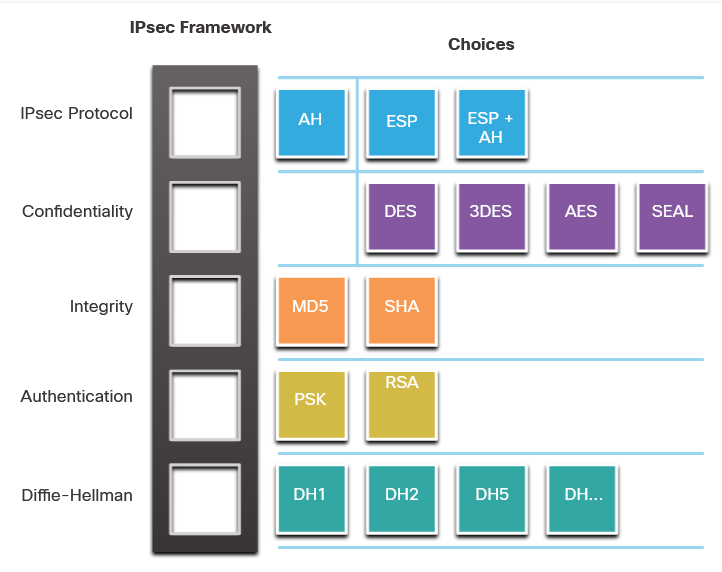 IPsec Framework
Choices
IPsec Protocol
AH
ESP
ESP +
AH
Confidentiality
DES
3DES
AES
SEAL
Integrity
MD5
SHA
Authentication
PSK
RSA
Diffie-Hellman
DH1
DH2
DH5
DH...